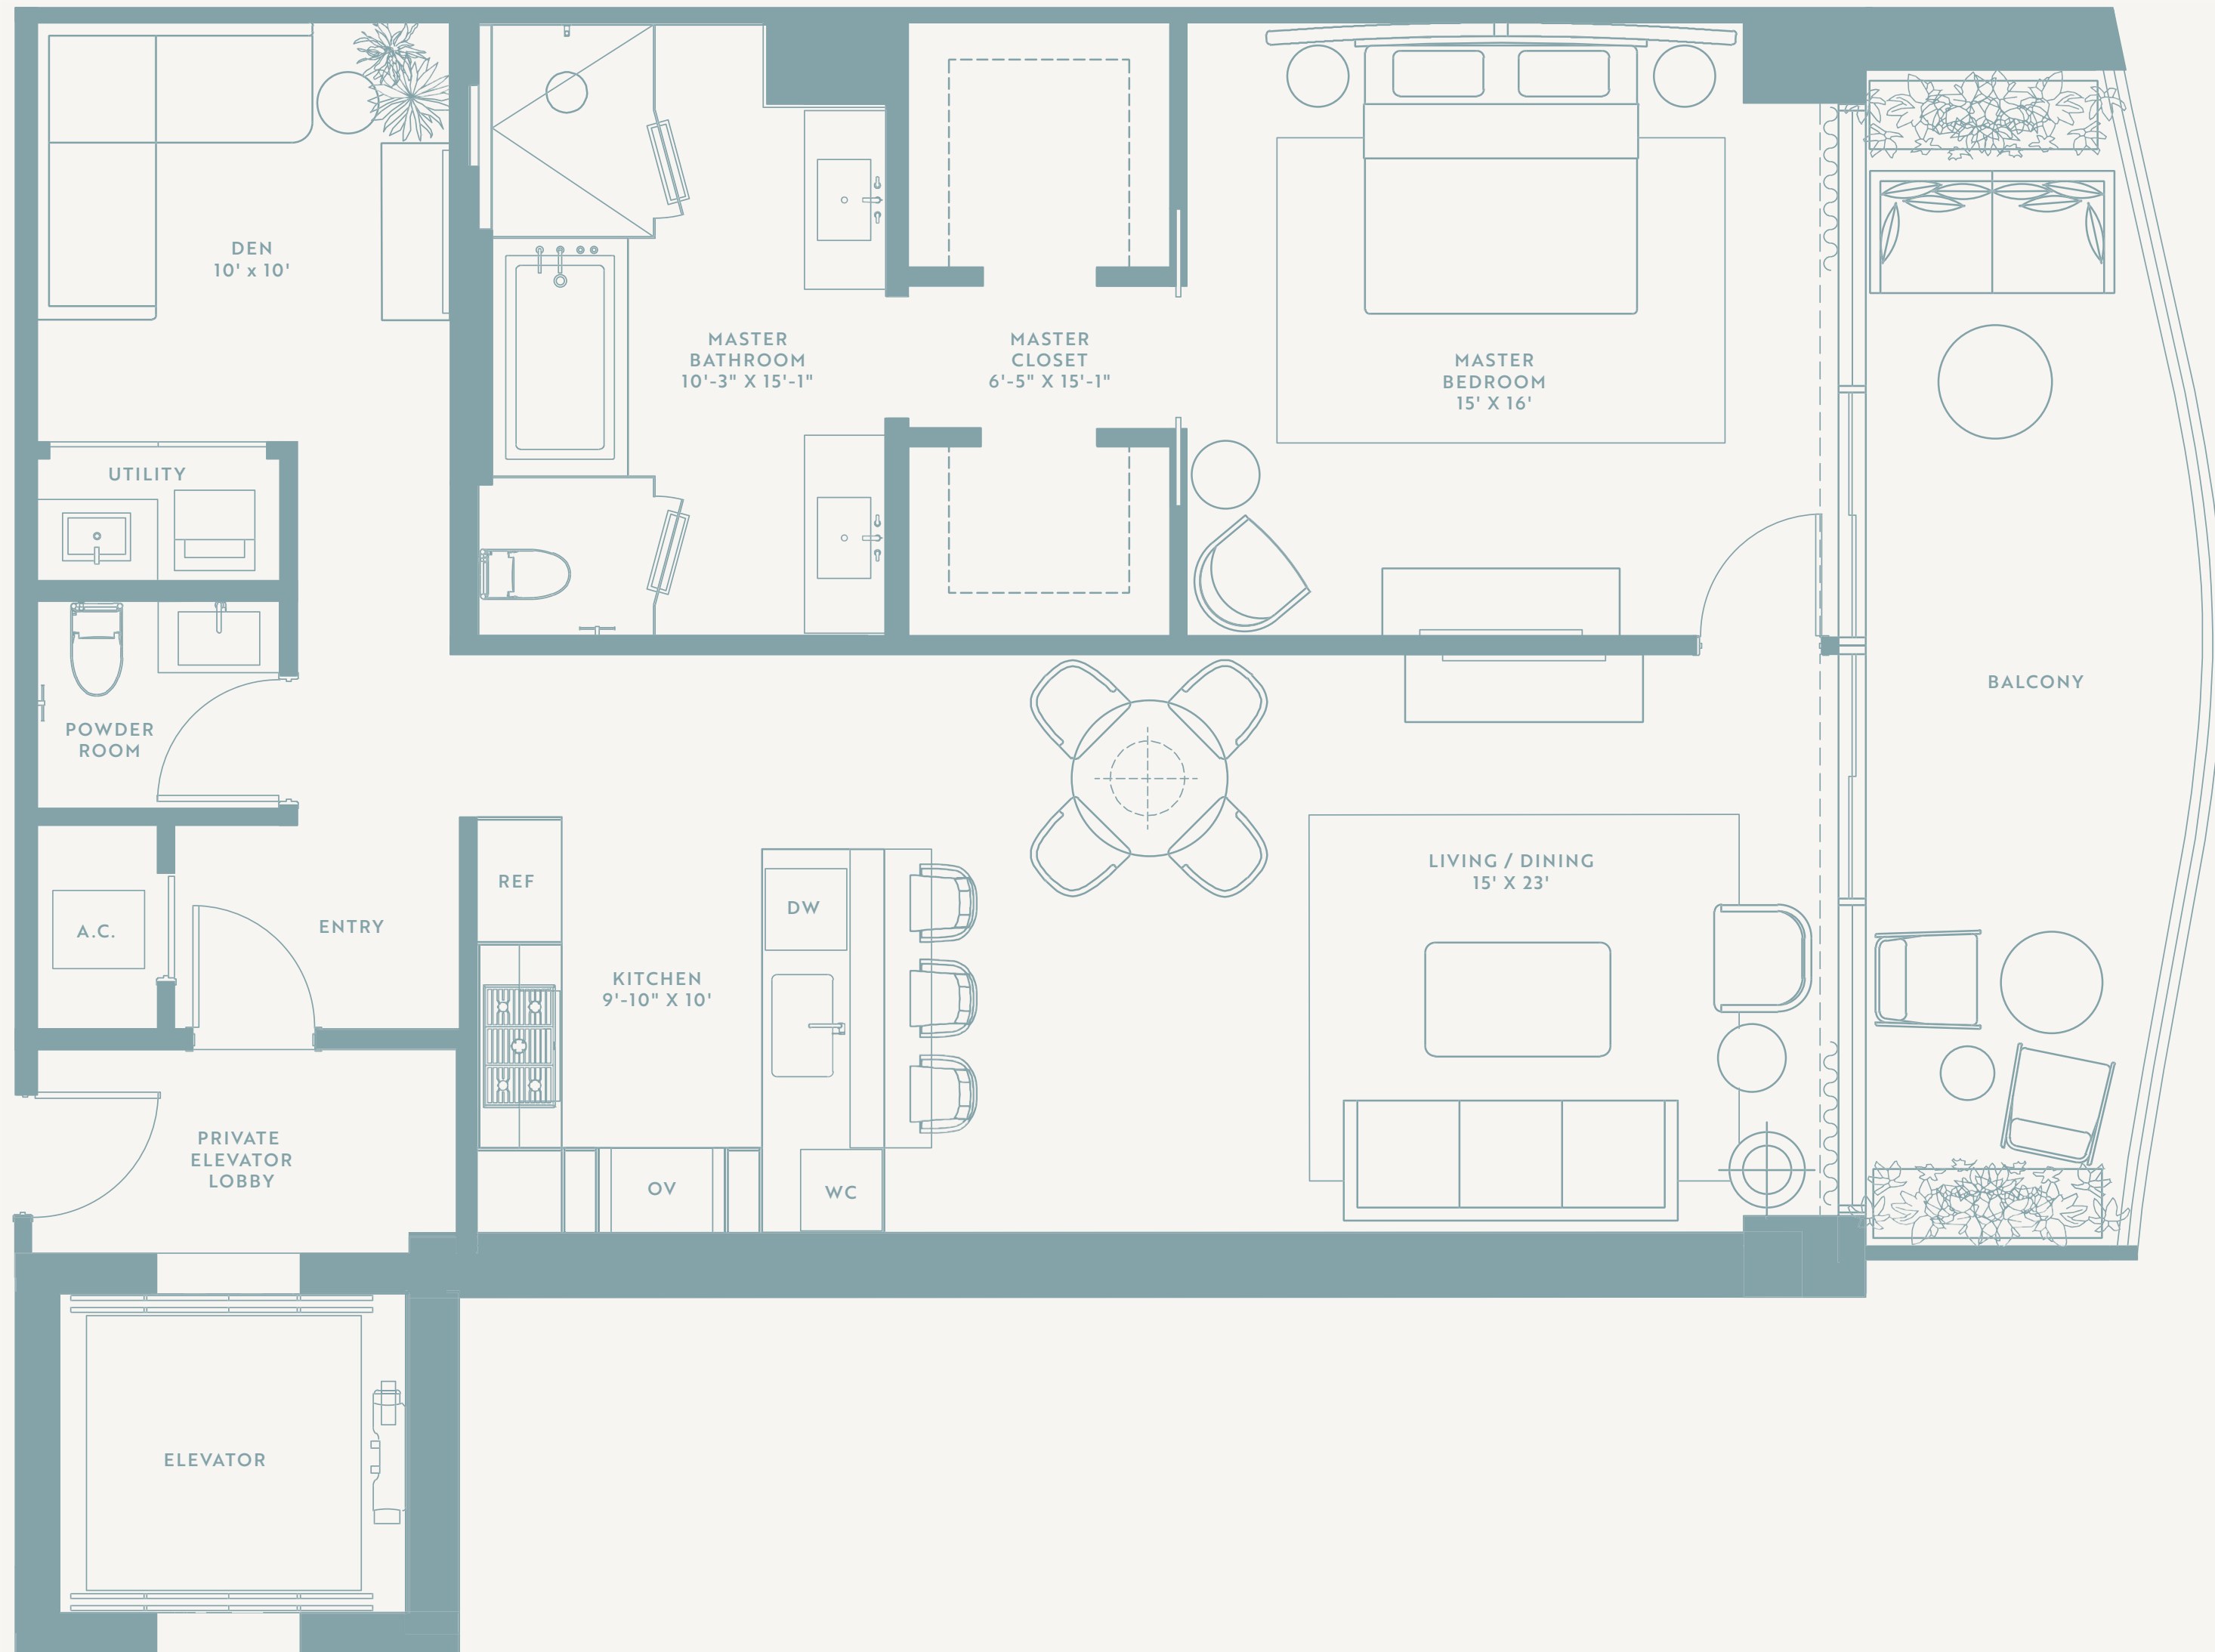 DEN
10' x 10'
MASTER
BATHROOM
10'-3" X 15'-1"
MASTER
CLOSET
6'-5" X 15'-1"
MASTER
BEDROOM
15' X 16'
UTILITY
BALCONY
POWDER
ROOM
LIVING / DINING
15' X 23'
REF
DW
A.C.
ENTRY
KITCHEN
9'-10" X 10'
PRIVATE
ELEVATOR
LOBBY
OV
WC
ELEVATOR